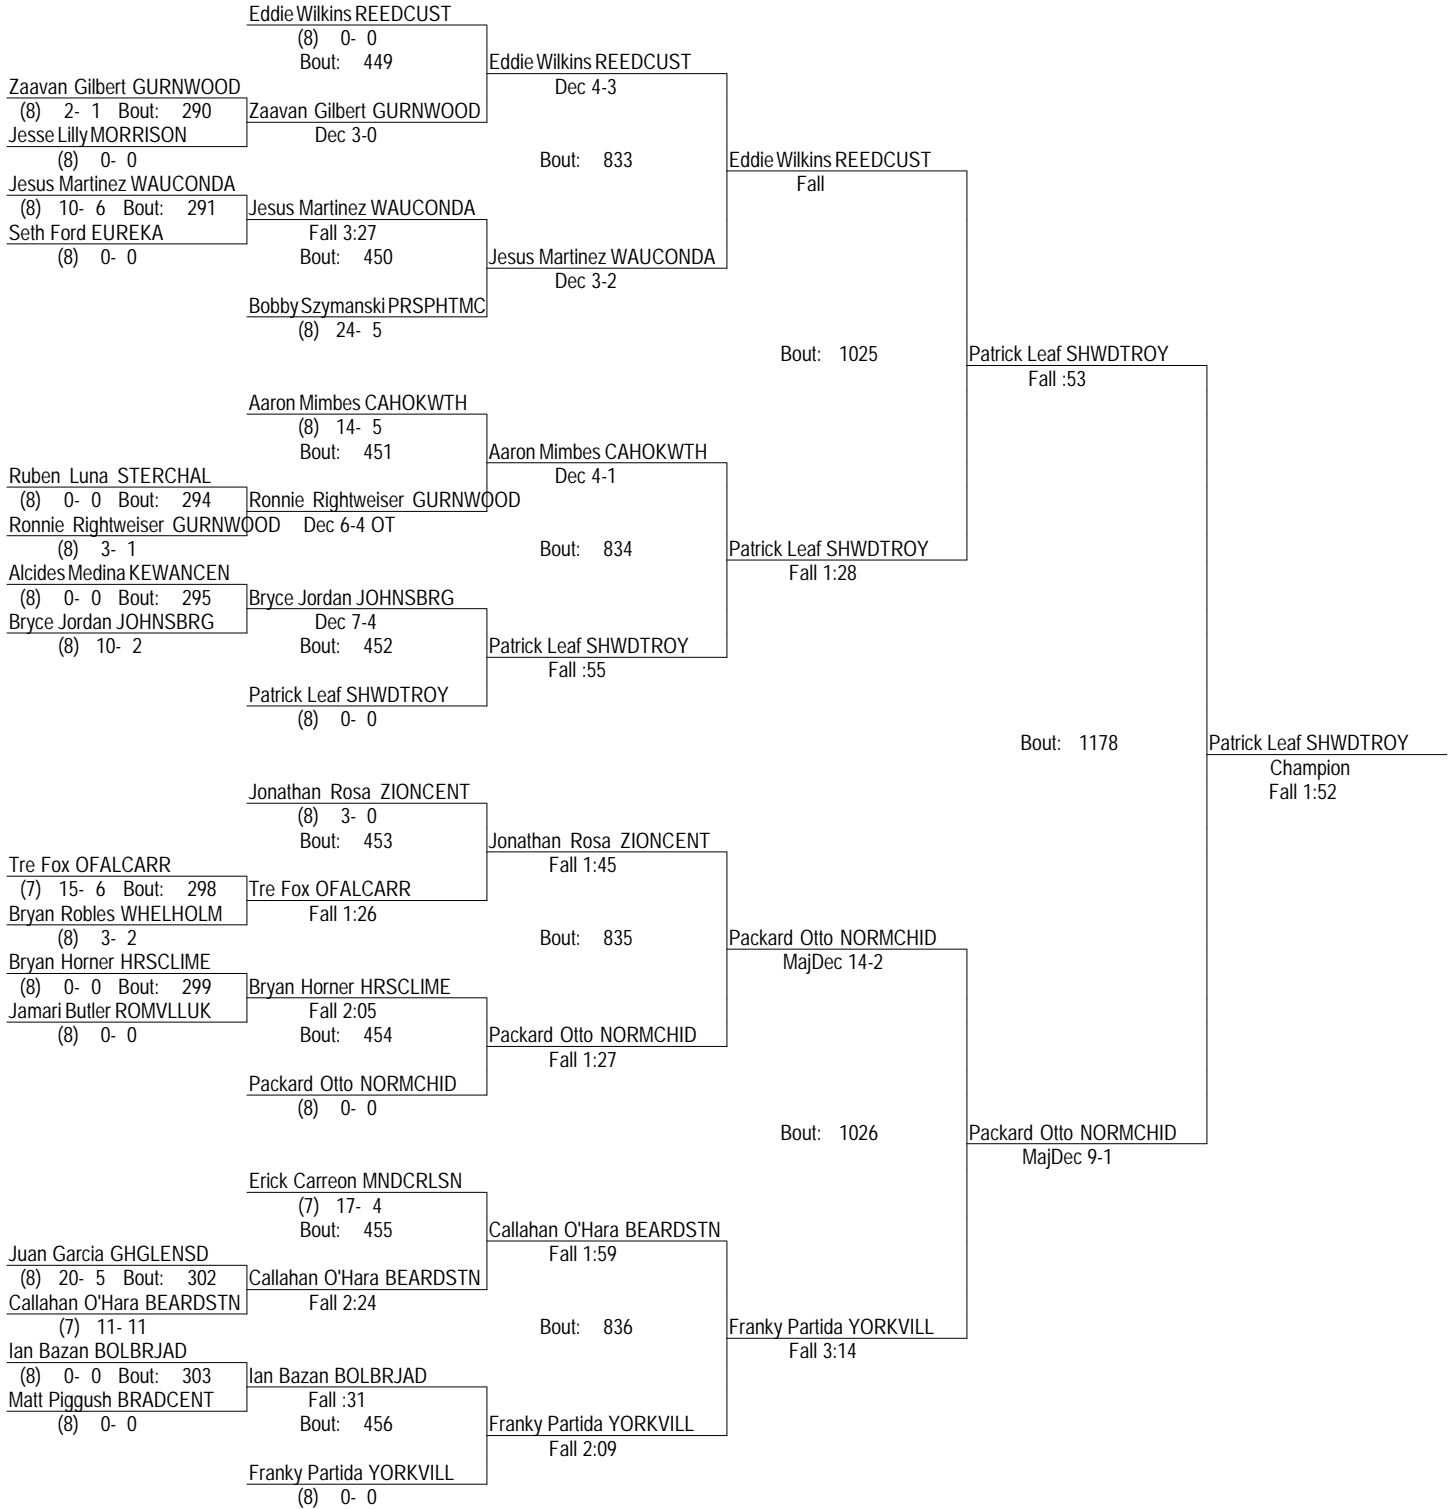 Eddie Wilkins REEDCUST
(8) 0- 0
Bout: 449
Eddie Wilkins REEDCUST
Dec 4-3
Zaavan Gilbert GURNWOOD
(8) 2- 1 Bout: 290
Zaavan Gilbert GURNWOOD
Jesse Lilly MORRISON
Dec 3-0
(8) 0- 0
Bout: 833
Eddie Wilkins REEDCUST
Fall
Jesus Martinez WAUCONDA
(8) 10- 6 Bout: 291
Jesus Martinez WAUCONDA
Seth Ford EUREKA
Fall 3:27
(8) 0- 0
Bout: 450
Jesus Martinez WAUCONDA
Dec 3-2
Bobby Szymanski PRSPHTMC
(8) 24- 5
Bout: 1025
Patrick Leaf SHWDTROY
Fall :53
Aaron Mimbes CAHOKWTH
(8) 14- 5
Bout: 451
Aaron Mimbes CAHOKWTH
Dec 4-1
Ruben Luna STERCHAL
(8) 0- 0 Bout: 294
Ronnie Rightweiser GURNWOOD
Ronnie Rightweiser GURNWOOD
Dec 6-4 OT
(8) 3- 1
Bout: 834
Patrick Leaf SHWDTROY
Fall 1:28
Alcides Medina KEWANCEN
(8) 0- 0 Bout: 295
Bryce Jordan JOHNSBRG
Bryce Jordan JOHNSBRG
Dec 7-4
(8) 10- 2
Bout: 452
Patrick Leaf SHWDTROY
Fall :55
Patrick Leaf SHWDTROY
(8) 0- 0
Bout: 1178
Patrick Leaf SHWDTROY
Champion
Fall 1:52
Jonathan Rosa ZIONCENT
(8) 3- 0
Bout: 453
Jonathan Rosa ZIONCENT
Fall 1:45
Tre Fox OFALCARR
(7) 15- 6 Bout: 298
Tre Fox OFALCARR
Bryan Robles WHELHOLM
Fall 1:26
(8) 3- 2
Bout: 835
Packard Otto NORMCHID
MajDec 14-2
Bryan Horner HRSCLIME
(8) 0- 0 Bout: 299
Bryan Horner HRSCLIME
Jamari Butler ROMVLLUK
Fall 2:05
(8) 0- 0
Bout: 454
Packard Otto NORMCHID
Fall 1:27
Packard Otto NORMCHID
(8) 0- 0
Bout: 1026
Packard Otto NORMCHID
MajDec 9-1
Erick Carreon MNDCRLSN
(7) 17- 4
Bout: 455
Callahan O'Hara BEARDSTN
Fall 1:59
Juan Garcia GHGLENSD
(8) 20- 5 Bout: 302
Callahan O'Hara BEARDSTN
Callahan O'Hara BEARDSTN
Fall 2:24
(7) 11- 11
Bout: 836
Franky Partida YORKVILL
Fall 3:14
Ian Bazan BOLBRJAD
(8) 0- 0 Bout: 303
Ian Bazan BOLBRJAD
Matt Piggush BRADCENT
Fall :31
(8) 0- 0
Bout: 456
Franky Partida YORKVILL
Fall 2:09
Franky Partida YORKVILL
(8) 0- 0